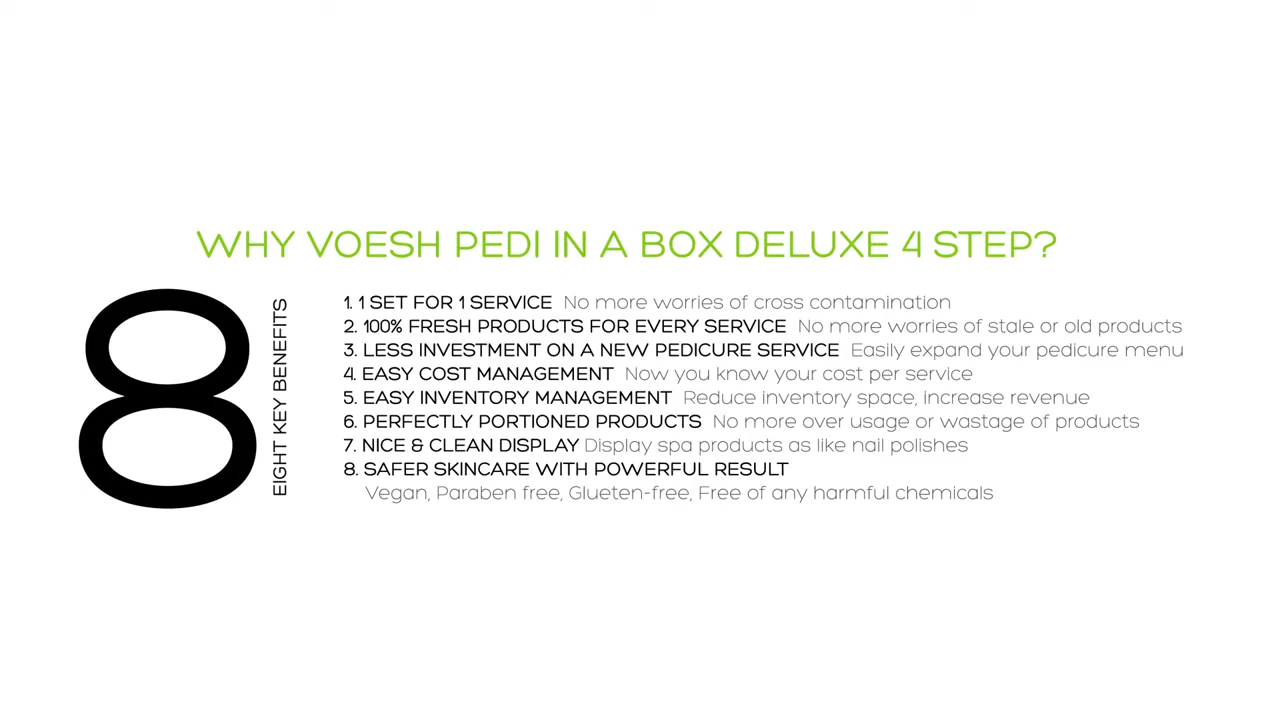 WHY VOESH PEDI IN A BOX DELUXE 4 STEP?
8
EIGHT KEY BENEFITS
1. 1 SET FOR 1 SERVICE No more worries of cross contamination
2. 100% FRESH PRODUCTS FOR EVERY SERVICE No more worries of stale or old products
3. LESS INVESTMENT ON A NEW PEDICURE SERVICE Easily expand your pedicure menu
4. EASY COST MANAGEMENT Now you know your cost per service
5. EASY INVENTORY MANAGEMENT Reduce inventory space, increase revenue
6. PERFECTLY PORTIONED PRODUCTS No more over usage or wastage of products
7. NICE & CLEAN DISPLAY Display spa products as like nail polishes
8. SAFER SKINCARE WITH POWERFUL RESULT
Vegan, Paraben free, Glueten-free, Free of any harmful chemicals